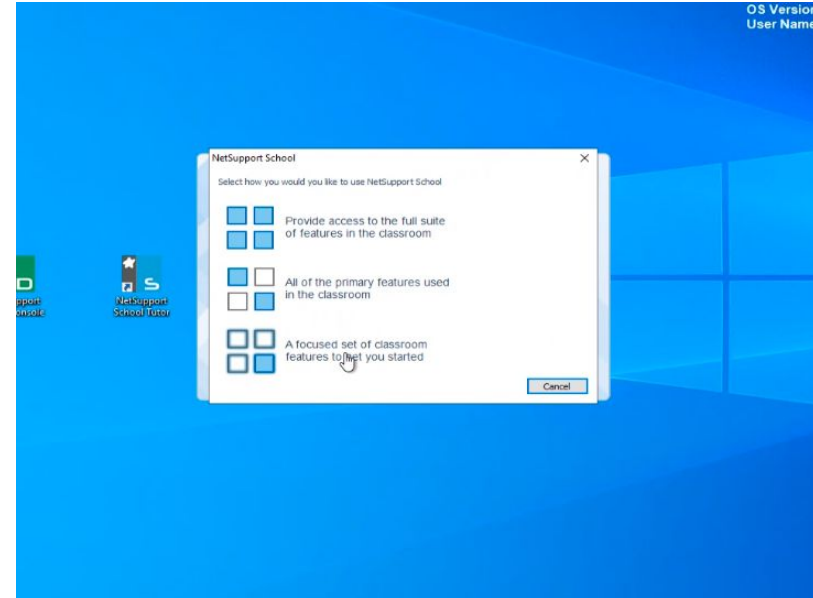 OS Version
User Name
NetSupport School
Select how you would you like to use NetSupport School
Provide access to the full suite
of features in the classroom
All of the primary features used
in the classroom
A focused set of classroom
features to get you started
Cancel
pport
onsole
NetSupport
School Tutor